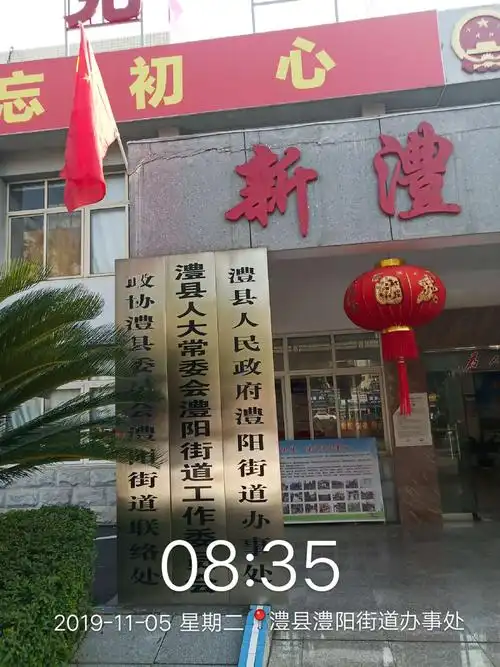 忘初心
新澧
澧县人民政府澧阳街道办事处
澧县人大常委会澧阳街道工作委员会
政协澧县委员会澧阳街道联络处
08:35
2019-11-05 星期二 澧县澧阳街道办事处